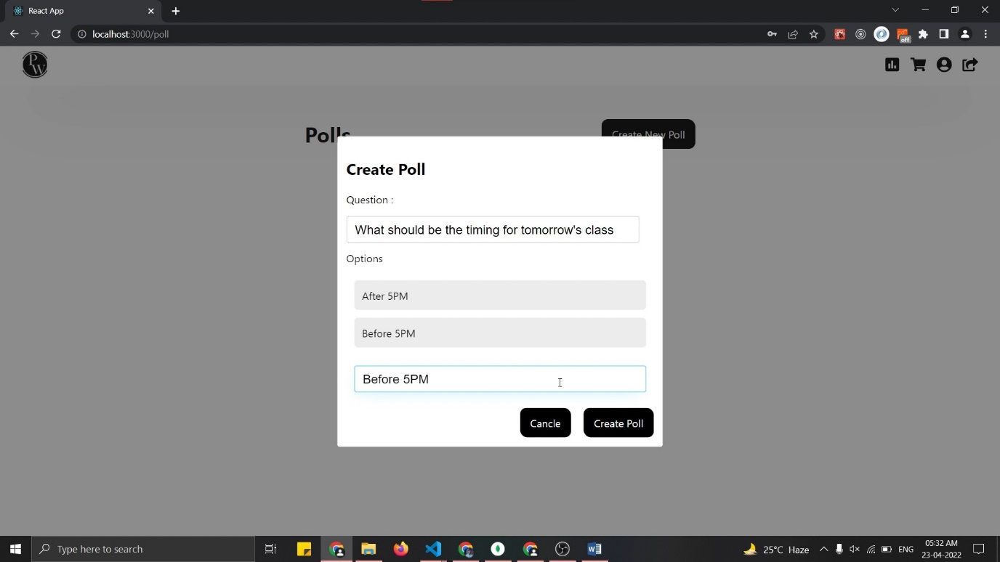 React App
localhost:3000/poll
off
PW
Polls
Create New Poll
Create Poll
Question :
What should be the timing for tomorrow's class
Options
After 5PM
Before 5PM
Before 5PM
Cancle
Create Poll
Type here to search
25°C Haze
ENG
05:32 AM
23-04-2022